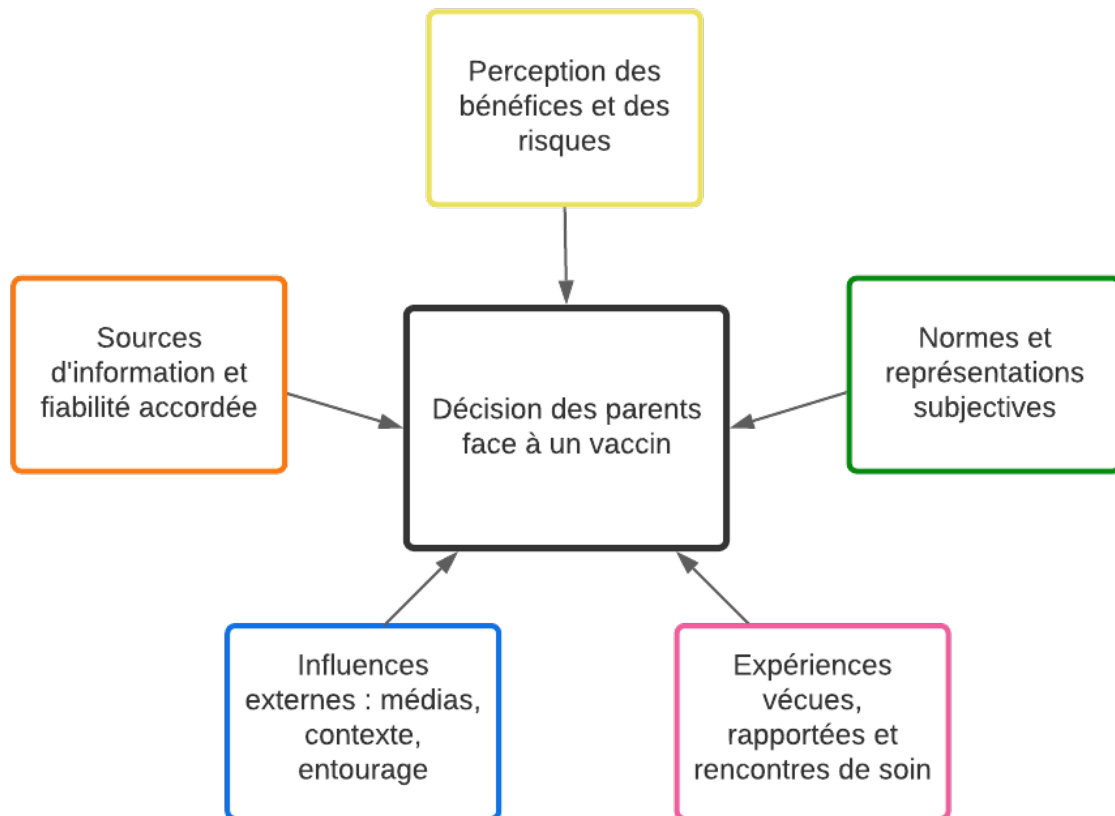 Perception des
bénéfices et des
risques
Sources
d'information et
fiabilité accordée
Décision des parents
face à un vaccin
Normes et
représentations
subjectives
Influences
externes : médias,
contexte,
entourage
Expériences
vécues,
rapportées et
rencontres de soin